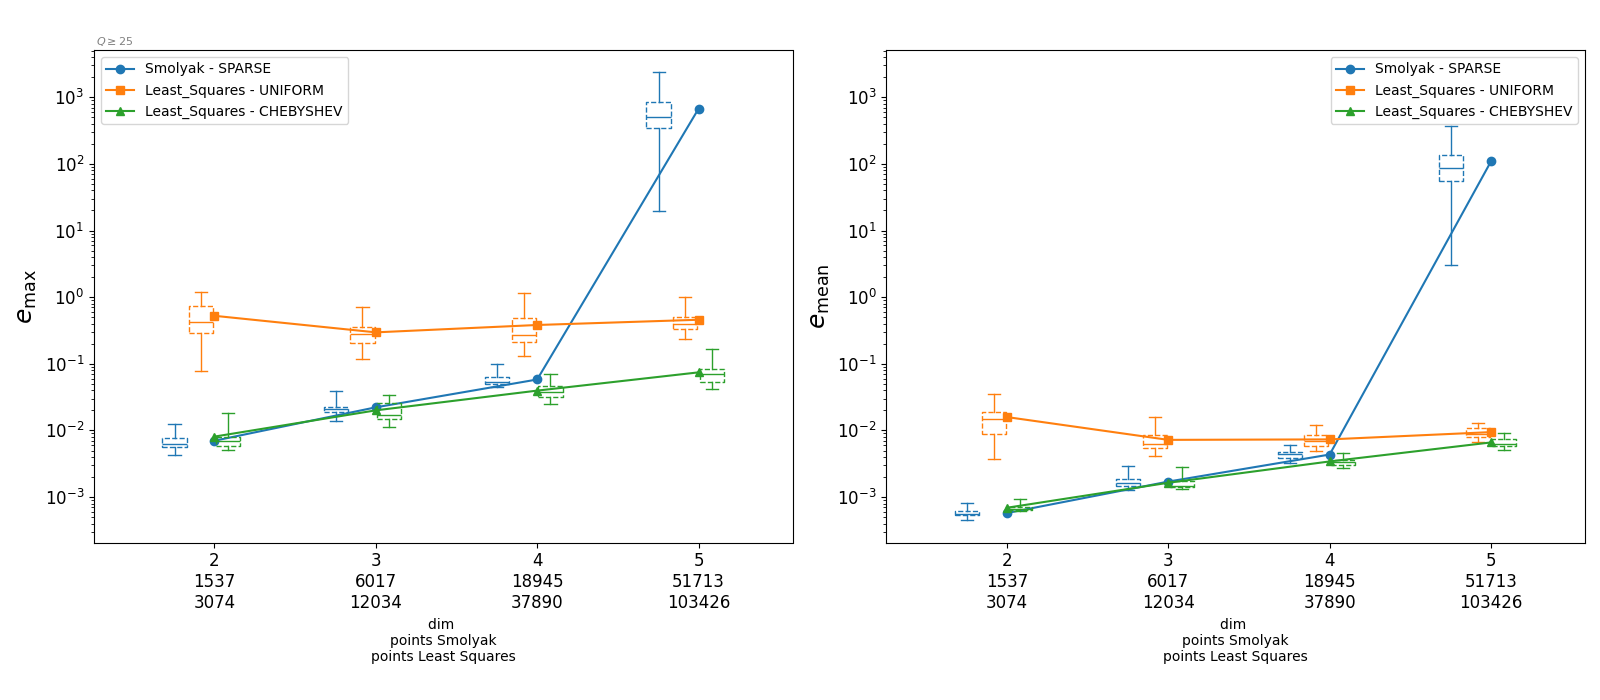 Q ≥ 25
Smolyak - SPARSE
Least_Squares - UNIFORM
Least_Squares - CHEBYSHEV
10³
10²
10¹
10⁰
10⁻¹
10⁻²
10⁻³
e_max
2 3 4 5
1537 6017 18945 51713
3074 12034 37890 103426
dim
points Smolyak
points Least Squares
Smolyak - SPARSE
Least_Squares - UNIFORM
Least_Squares - CHEBYSHEV
10³
10²
10¹
10⁰
10⁻¹
10⁻²
10⁻³
e_mean
2 3 4 5
1537 6017 18945 51713
3074 12034 37890 103426
dim
points Smolyak
points Least Squares